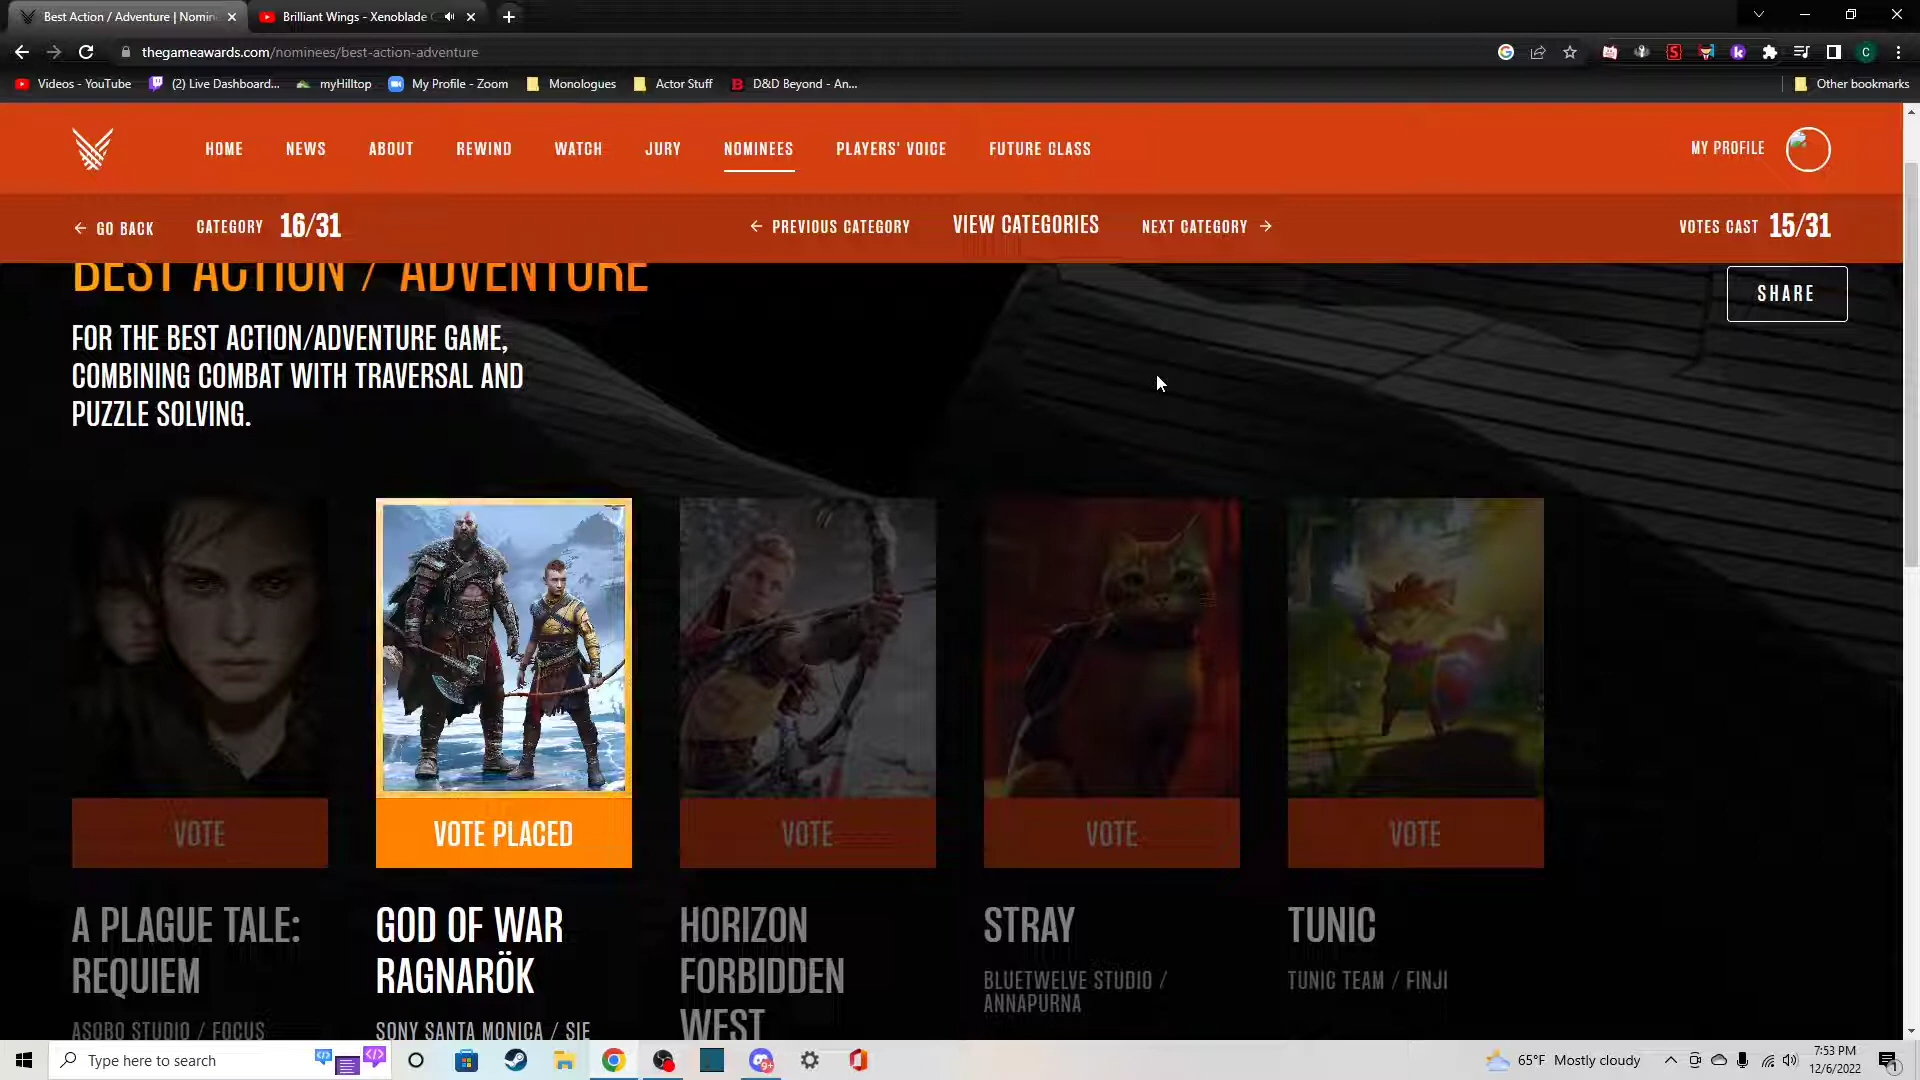 Best Action / Adventure | Nomin
Brilliant Wings - Xenoblade
thegameawards.com/nominees/best-action-adventure
C
Videos - YouTube
(2) Live Dashboard...
myHilltop
My Profile - Zoom
Monologues
Actor Stuff
D&D Beyond - An...
Other bookmarks
HOME
NEWS
ABOUT
REWIND
WATCH
JURY
NOMINEES
PLAYERS' VOICE
FUTURE CLASS
MY PROFILE
GO BACK
CATEGORY 16/31
PREVIOUS CATEGORY
VIEW CATEGORIES
NEXT CATEGORY
VOTES CAST 15/31
BEST ACTION / ADVENTURE
SHARE
FOR THE BEST ACTION/ADVENTURE GAME,
COMBINING COMBAT WITH TRAVERSAL AND
PUZZLE SOLVING.
VOTE
VOTE PLACED
VOTE
VOTE
VOTE
A PLAGUE TALE:
REQUIEM
ASOBO STUDIO / FOCUS
GOD OF WAR
RAGNARÖK
SONY SANTA MONICA / SIE
HORIZON
FORBIDDEN
WEST
STRAY
BLUETWELVE STUDIO /
ANNAPURNA
TUNIC
TUNIC TEAM / FINJI
Type here to search
9+
65°F Mostly cloudy
7:53 PM
12/6/2022
1